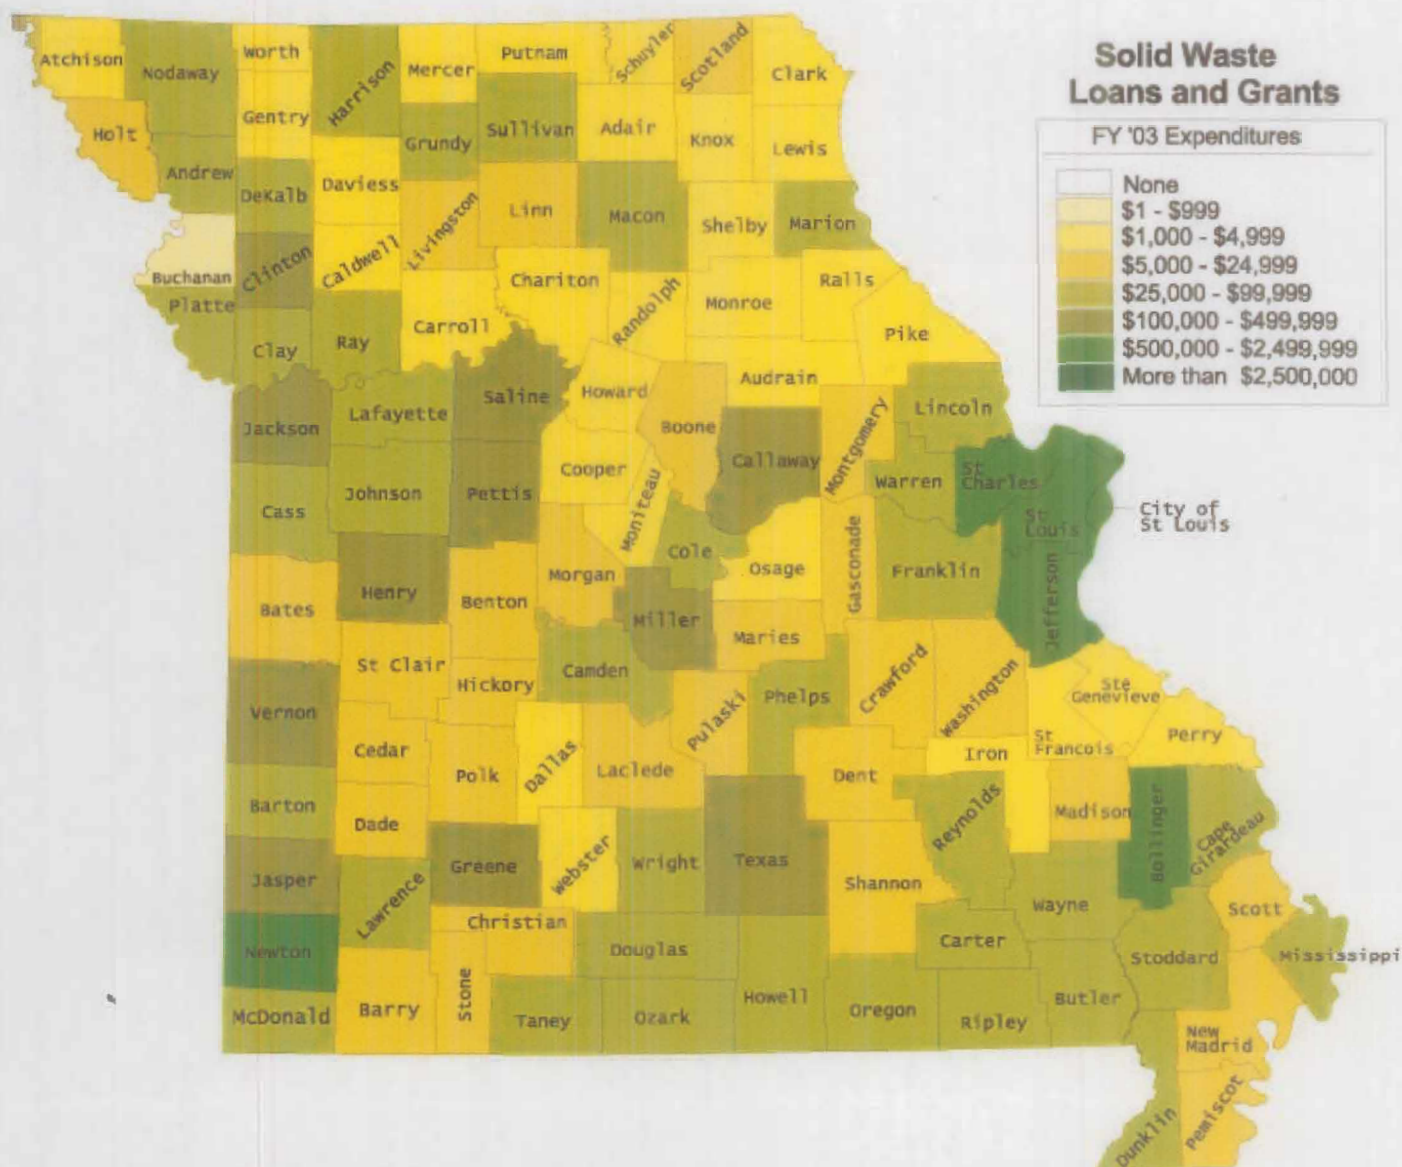 Solid Waste
Loans and Grants
FY '03 Expenditures
None
$1 - $999
$1,000 - $4,999
$5,000 - $24,999
$25,000 - $99,999
$100,000 - $499,999
$500,000 - $2,499,999
More than $2,500,000
Atchison
Nodaway
Worth
Harrison
Mercer
Putnam
Schuyler
Scotland
Clark
Holt
Gentry
Grundy
Sullivan
Adair
Knox
Lewis
Andrew
DeKalb
Daviess
Livingston
Linn
Macon
Shelby
Marion
Buchanan
Clinton
Caldwell
Chariton
Randolph
Monroe
Ralls
Platte
Clay
Ray
Carroll
Pike
Audrain
Howard
Saline
Lafayette
Jackson
Boone
Callaway
Montgomery
Lincoln
Cooper
Moniteau
Warren
St
Charles
Johnson
Pettis
Cass
St
Louis
City of
St Louis
Cole
Osage
Gasconade
Franklin
Jefferson
Morgan
Henry
Benton
Bates
Miller
Maries
St Clair
Hickory
Camden
Pulaski
Phelps
Crawford
Washington
Ste
Genevieve
St
Francois
Perry
Vernon
Cedar
Polk
Dallas
Laclede
Dent
Iron
Reynolds
Madison
Bollinger
Cape
Girardeau
Barton
Dade
Greene
Webster
Wright
Texas
Shannon
Wayne
Scott
Jasper
Lawrence
Christian
Douglas
Carter
Stoddard
Mississippi
Newton
McDonald
Barry
Stone
Taney
Ozark
Howell
Oregon
Ripley
Butler
New
Madrid
Dunklin
Pemiscot